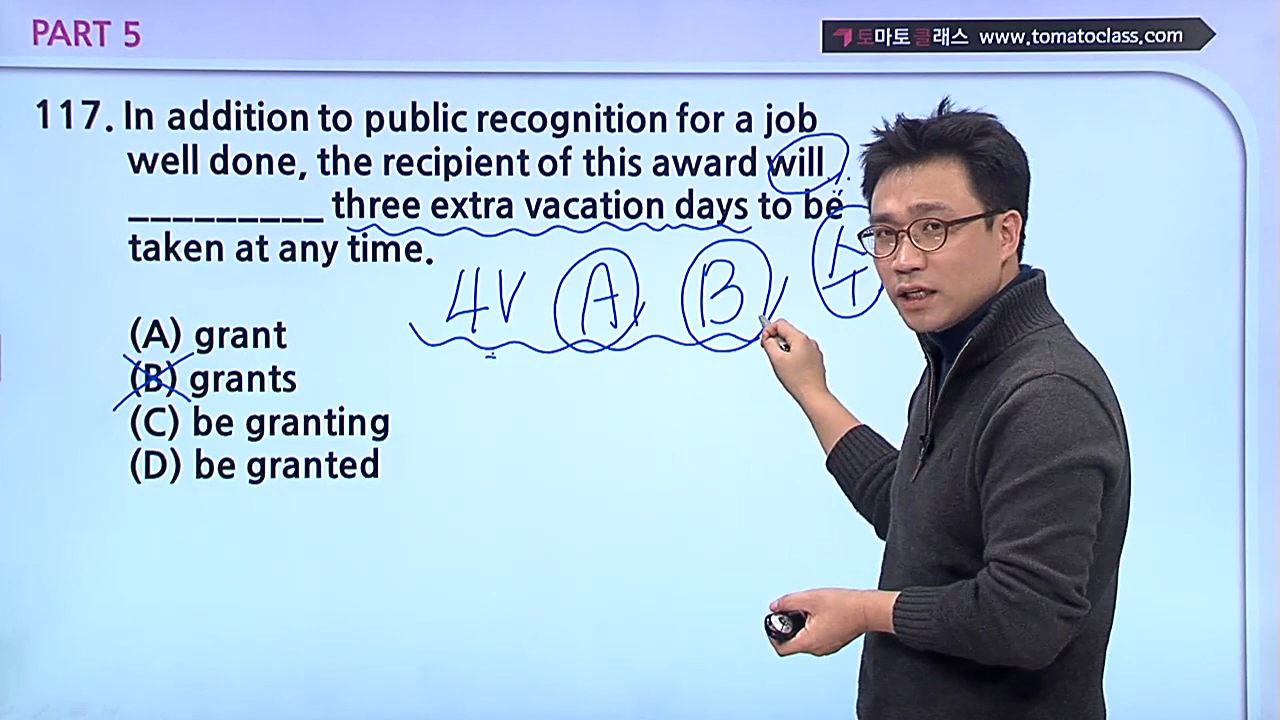 PART 5
토마토클래스 www.tomatoclass.com
117. In addition to public recognition for a job
well done, the recipient of this award will
_________ three extra vacation days to be
taken at any time.
4V A, B,
수
(A) grant
(B) grants
(C) be granting
(D) be granted